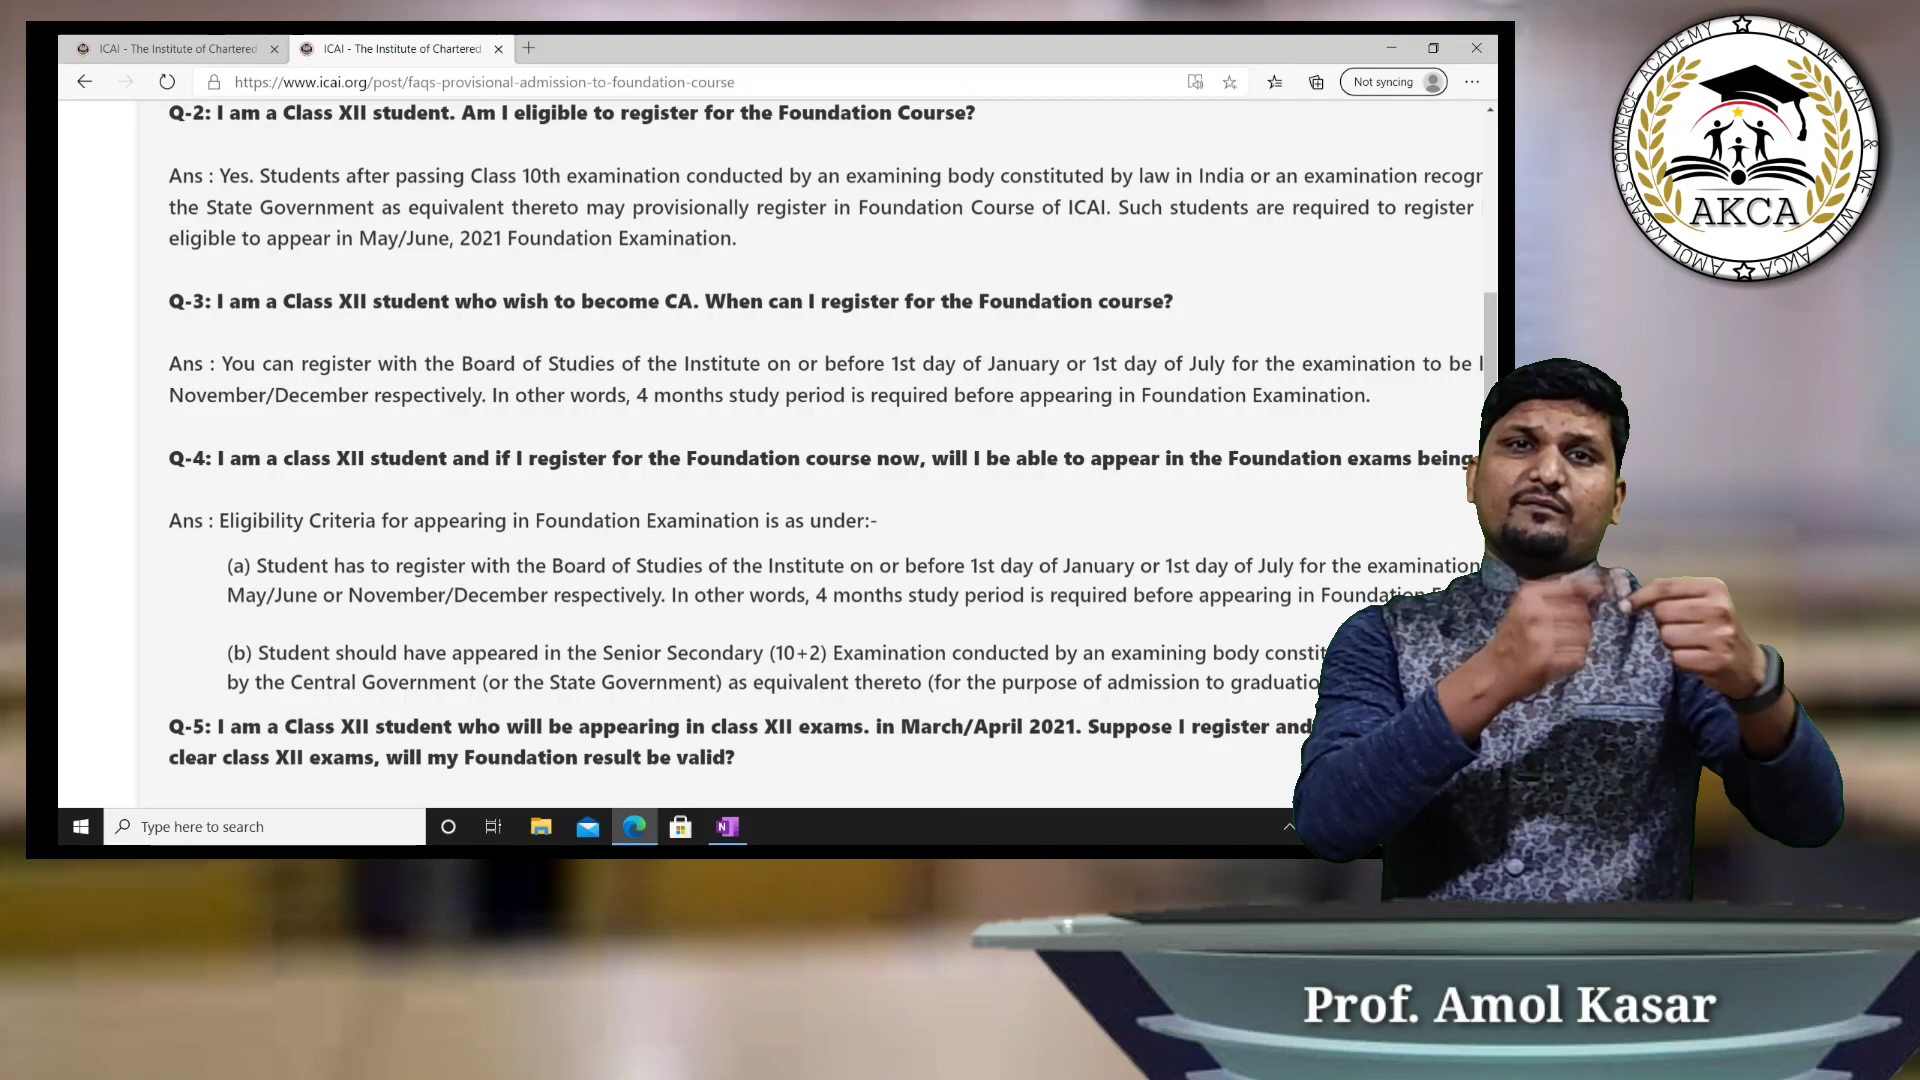 ICAI - The Institute of Chartered
ICAI - The Institute of Chartered
https://www.icai.org/post/faqs-provisional-admission-to-foundation-course
Not syncing
Q-2: I am a Class XII student. Am I eligible to register for the Foundation Course?
Ans : Yes. Students after passing Class 10th examination conducted by an examining body constituted by law in India or an examination recogn
the State Government as equivalent thereto may provisionally register in Foundation Course of ICAI. Such students are required to register
eligible to appear in May/June, 2021 Foundation Examination.
Q-3: I am a Class XII student who wish to become CA. When can I register for the Foundation course?
Ans : You can register with the Board of Studies of the Institute on or before 1st day of January or 1st day of July for the examination to be
November/December respectively. In other words, 4 months study period is required before appearing in Foundation Examination.
Q-4: I am a class XII student and if I register for the Foundation course now, will I be able to appear in the Foundation exams being
Ans : Eligibility Criteria for appearing in Foundation Examination is as under:-
(a) Student has to register with the Board of Studies of the Institute on or before 1st day of January or 1st day of July for the examination
May/June or November/December respectively. In other words, 4 months study period is required before appearing in Foundation
(b) Student should have appeared in the Senior Secondary (10+2) Examination conducted by an examining body constit
by the Central Government (or the State Government) as equivalent thereto (for the purpose of admission to graduatio
Q-5: I am a Class XII student who will be appearing in class XII exams. in March/April 2021. Suppose I register and
clear class XII exams, will my Foundation result be valid?
Type here to search
AMOL KASAR'S COMMERCE ACADEMY
YES WE CAN & WE WILL
AKCA
AKCA
Prof. Amol Kasar